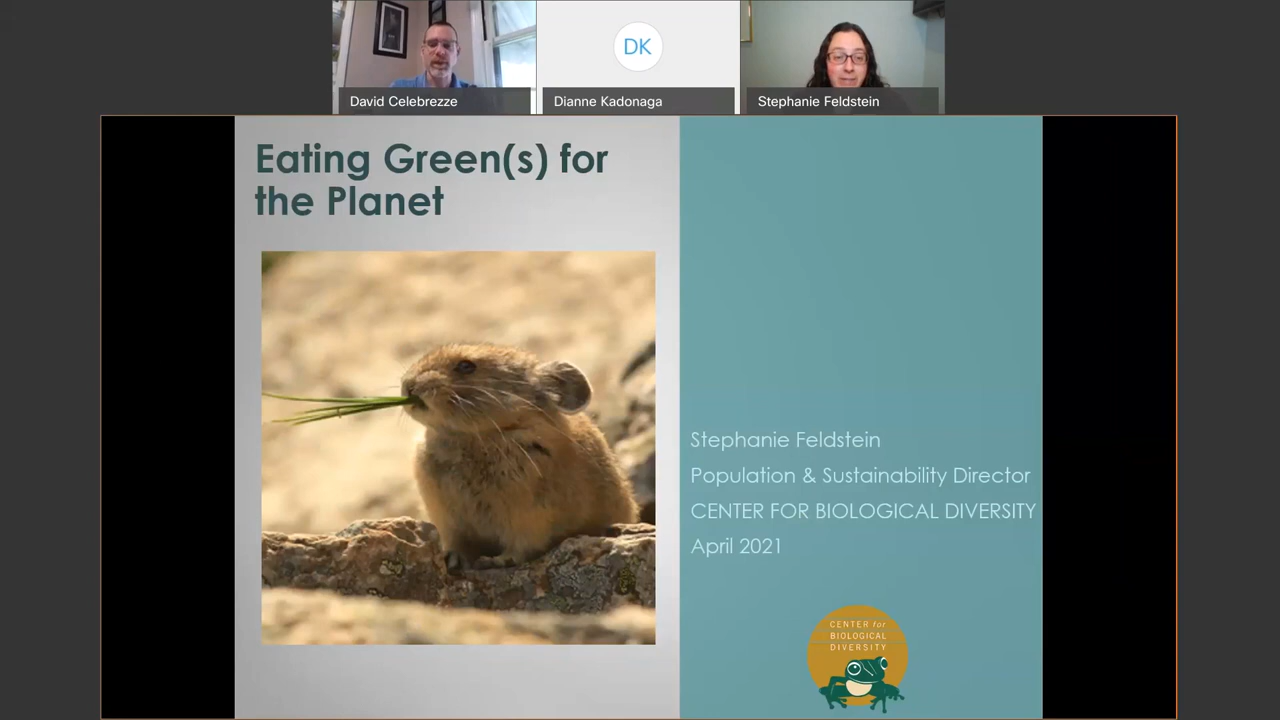 DK
David Celebrezze
Dianne Kadonaga
Stephanie Feldstein
Eating Green(s) for
the Planet
Stephanie Feldstein
Population & Sustainability Director
CENTER FOR BIOLOGICAL DIVERSITY
April 2021
CENTER for
BIOLOGICAL
DIVERSITY